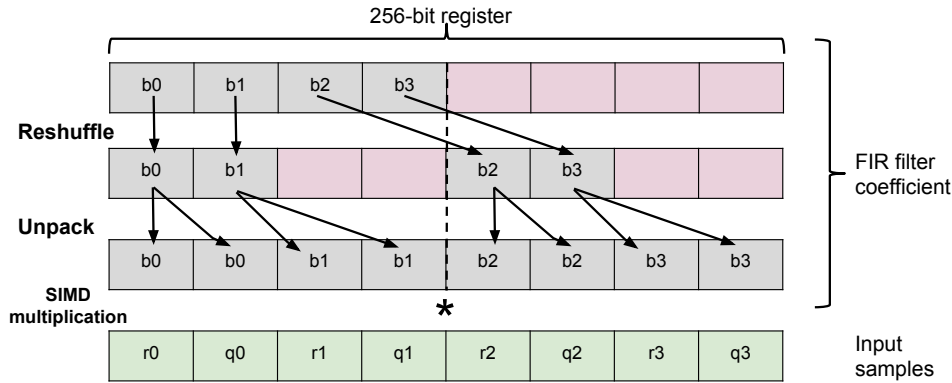 256-bit register
b0 b1 b2 b3
Reshuffle
b0 b1 b2 b3
FIR filter
coefficient
Unpack
b0 b0 b1 b1 b2 b2 b3 b3
SIMD
multiplication
*
r0 q0 r1 q1 r2 q2 r3 q3
Input
samples